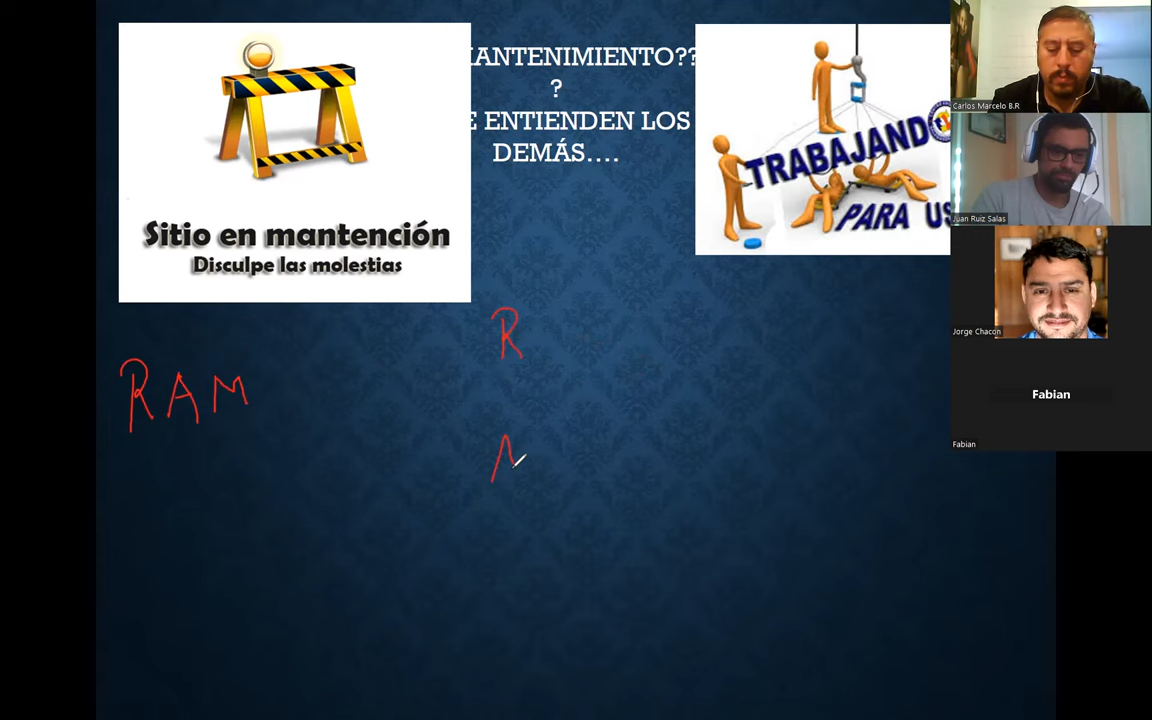 MANTENIMIENTO??
?
E ENTIENDEN LOS
DEMÁS....
Sitio en mantención
Disculpe las molestias
TRABAJANDO
PARA US
RAM
R
Carlos Marcelo B.R
Juan Ruiz Salas
Jorge Chacon
Fabian
Fabian